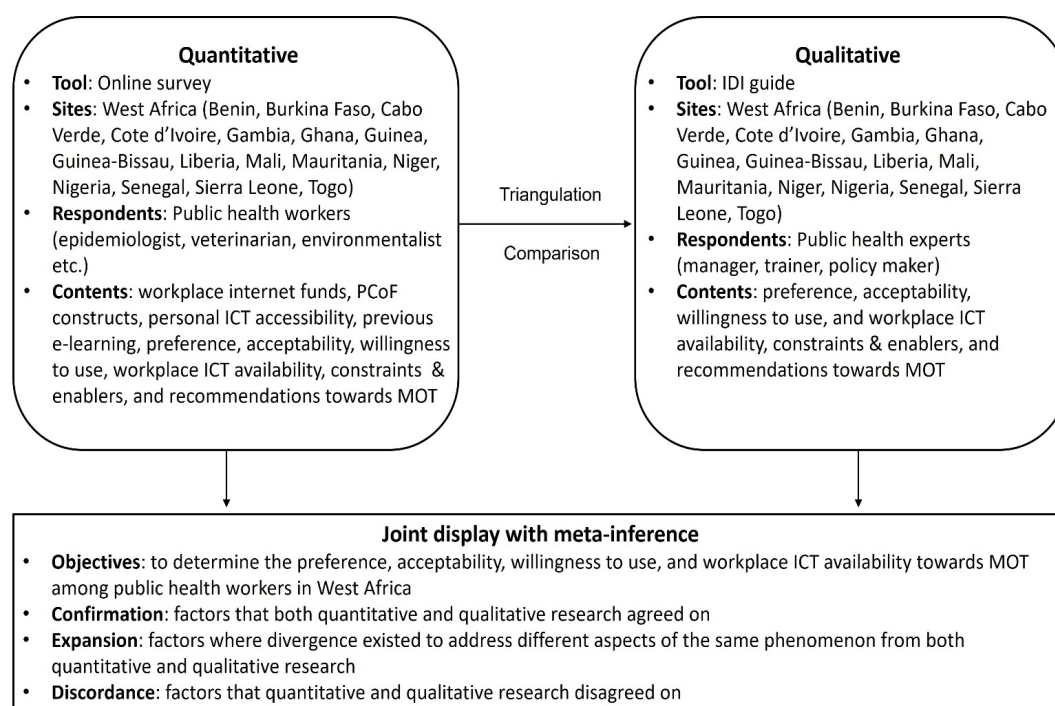 Quantitative
• Tool: Online survey
• Sites: West Africa (Benin, Burkina Faso, Cabo
Verde, Cote d'Ivoire, Gambia, Ghana, Guinea,
Guinea-Bissau, Liberia, Mali, Mauritania, Niger,
Nigeria, Senegal, Sierra Leone, Togo)
• Respondents: Public health workers
(epidemiologist, veterinarian, environmentalist
etc.)
• Contents: workplace internet funds, PCoF
constructs, personal ICT accessibility, previous
e-learning, preference, acceptability, willingness
to use, workplace ICT availability, constraints &
enablers, and recommendations towards MOT
Triangulation
Comparison
Qualitative
• Tool: IDI guide
• Sites: West Africa (Benin, Burkina Faso, Cabo
Verde, Cote d'Ivoire, Gambia, Ghana,
Guinea, Guinea-Bissau, Liberia, Mali,
Mauritania, Niger, Nigeria, Senegal, Sierra
Leone, Togo)
• Respondents: Public health experts
(manager, trainer, policy maker)
• Contents: preference, acceptability,
willingness to use, and workplace ICT
availability, constraints & enablers, and
recommendations towards MOT
Joint display with meta-inference
• Objectives: to determine the preference, acceptability, willingness to use, and workplace ICT availability towards MOT
among public health workers in West Africa
• Confirmation: factors that both quantitative and qualitative research agreed on
• Expansion: factors where divergence existed to address different aspects of the same phenomenon from both
quantitative and qualitative research
• Discordance: factors that quantitative and qualitative research disagreed on